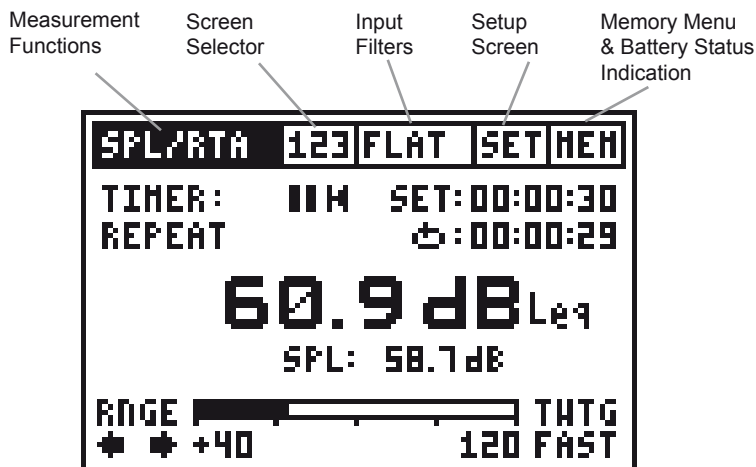 Measurement Functions
Screen Selector
Input Filters
Setup Screen
Memory Menu & Battery Status Indication
SPL/RTA 123 FLAT SET MEM
TIMER: SET:00:00:30
REPEAT :00:00:29
60.9 dB Leq
SPL: 58.7dB
RNGE TWTG
+40 120 FAST